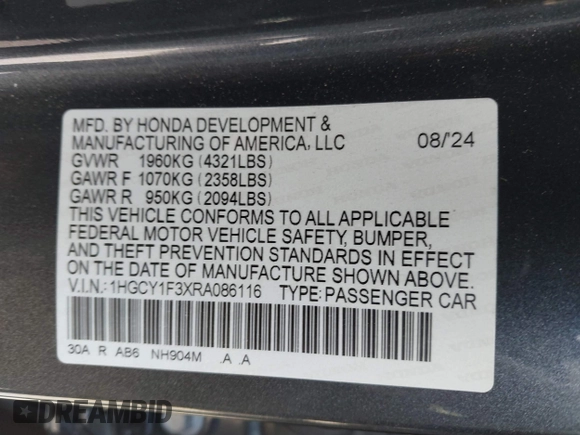 MFD. BY HONDA DEVELOPMENT &
MANUFACTURING OF AMERICA, LLC 08/'24
GVWR 1960KG (4321LBS)
GAWR F 1070KG (2358LBS)
GAWR R 950KG (2094LBS)
THIS VEHICLE CONFORMS TO ALL APPLICABLE
FEDERAL MOTOR VEHICLE SAFETY, BUMPER,
AND THEFT PREVENTION STANDARDS IN EFFECT
ON THE DATE OF MANUFACTURE SHOWN ABOVE.
V.I.N.:1HGCY1F3XRA086116 TYPE:PASSENGER CAR
30A R AB6 NH904M .A .A
DREAMBID